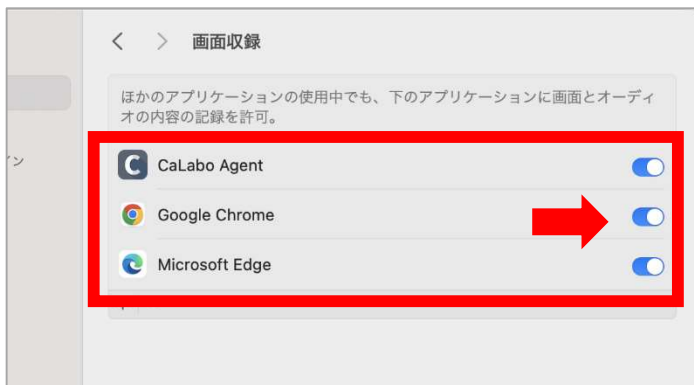 画面収録
ほかのアプリケーションの使用中でも、下のアプリケーションに画面とオーディ
オの内容の記録を許可。
イン
CaLabo Agent
Google Chrome
Microsoft Edge